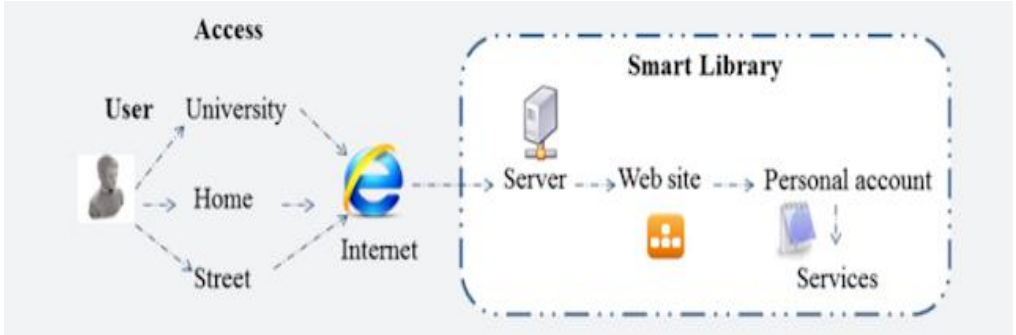 Access
Smart Library
User
University
Server
Web site
Personal account
Home
Internet
Street
Services